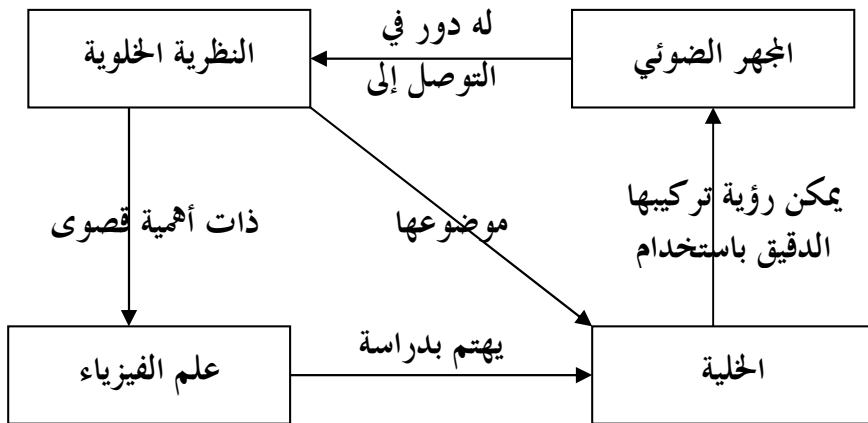 المجهر الضوئي
له دور في
التوصل إلى
النظرية الخلوية
يمكن رؤية تركيبها
الدقيق باستخدام
موضوعها
ذات أهمية قصوى
الخلية
يهتم بدراسة
علم الفيزياء